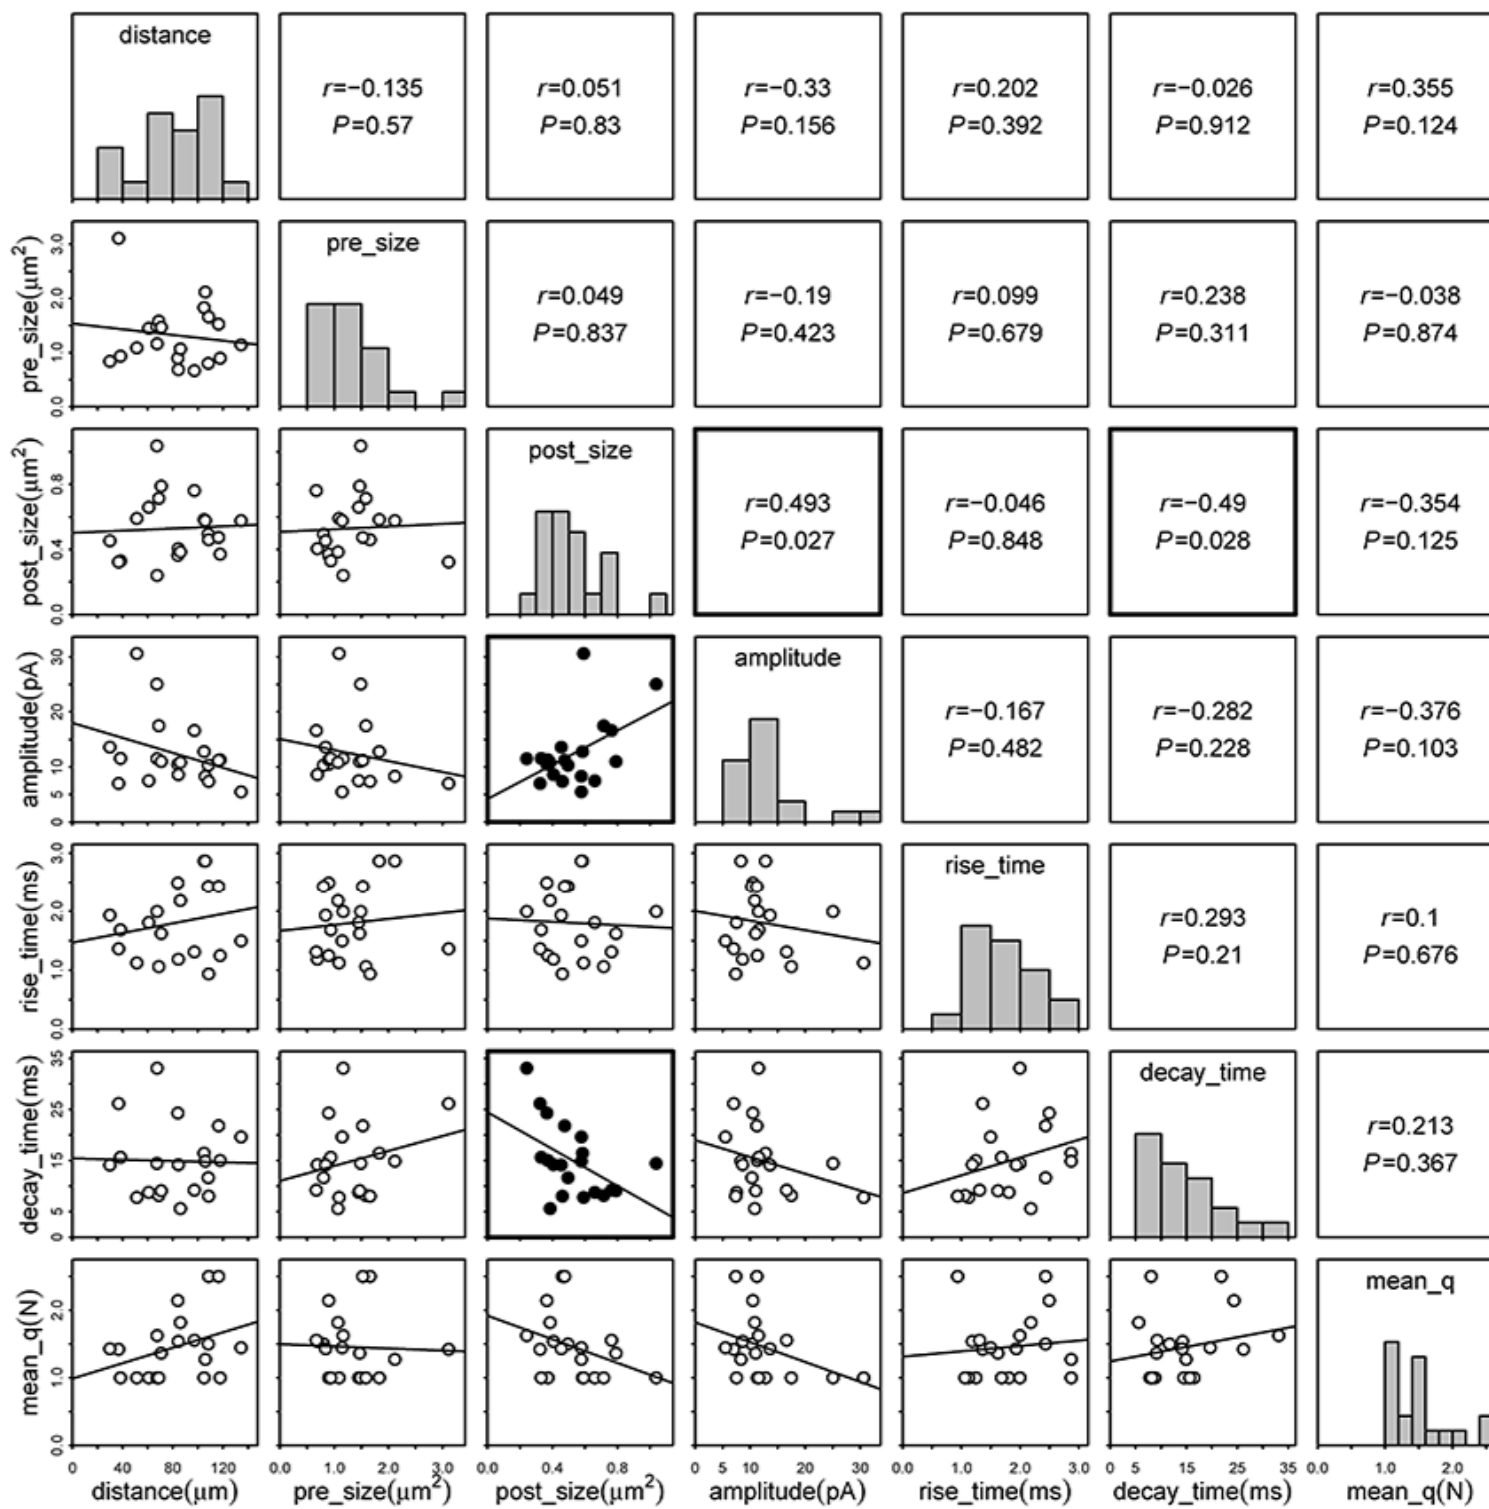 distance
r=−0.135
P=0.57
r=0.051
P=0.83
r=−0.33
P=0.156
r=0.202
P=0.392
r=−0.026
P=0.912
r=0.355
P=0.124
pre_size(μm²)
0.0 1.0 2.0 3.0
pre_size
r=0.049
P=0.837
r=−0.19
P=0.423
r=0.099
P=0.679
r=0.238
P=0.311
r=−0.038
P=0.874
post_size(μm²)
0.0 0.4 0.8
post_size
r=0.493
P=0.027
r=−0.046
P=0.848
r=−0.49
P=0.028
r=−0.354
P=0.125
amplitude(pA)
0 5 10 20 30
amplitude
r=−0.167
P=0.482
r=−0.282
P=0.228
r=−0.376
P=0.103
rise_time(ms)
0.0 1.0 2.0 3.0
rise_time
r=0.293
P=0.21
r=0.1
P=0.676
decay_time(ms)
0 5 15 25 35
decay_time
r=0.213
P=0.367
mean_q(N)
0.0 1.0 2.0
mean_q
0 40 80 120
distance(μm)
0.0 1.0 2.0 3.0
pre_size(μm²)
0.0 0.4 0.8
post_size(μm²)
0 5 10 20 30
amplitude(pA)
0.0 1.0 2.0 3.0
rise_time(ms)
0 5 15 25 35
decay_time(ms)
0.0 1.0 2.0
mean_q(N)